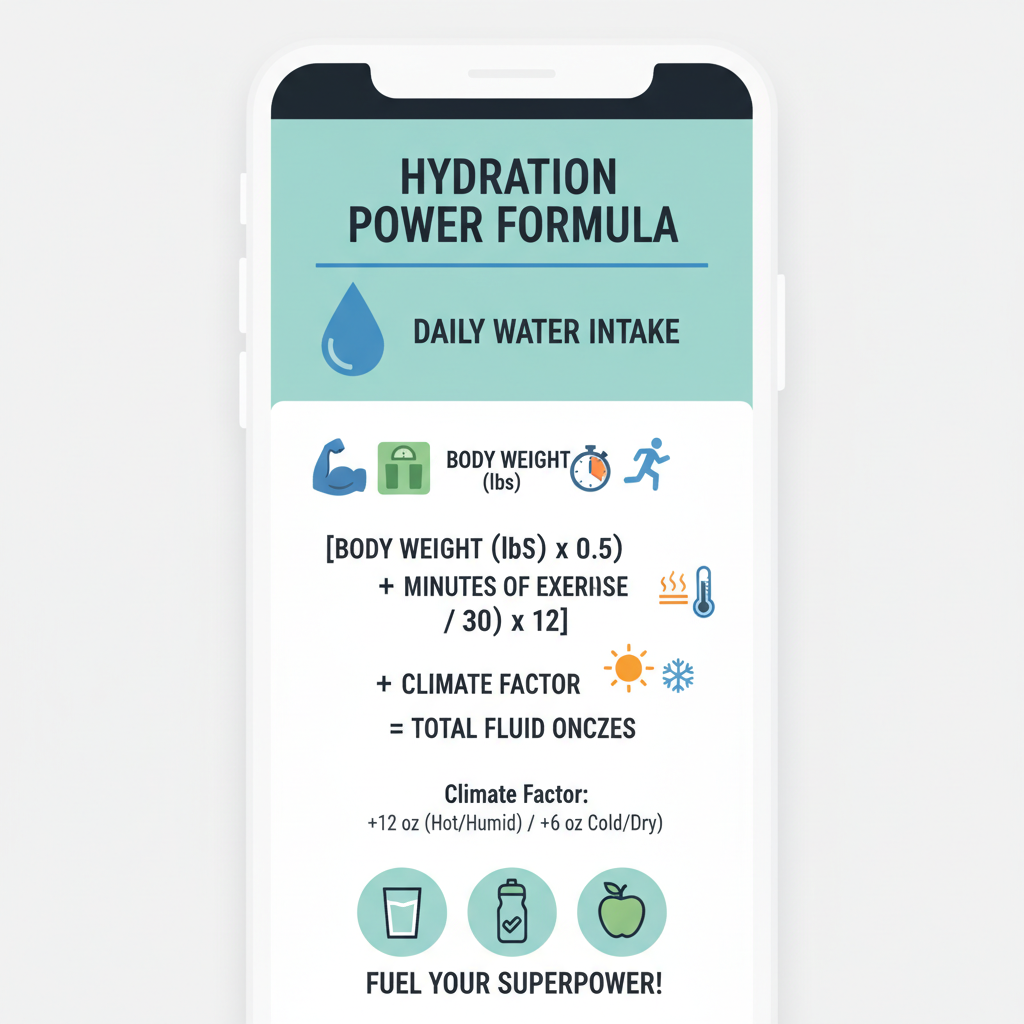 HYDRATION
POWER FORMULA
DAILY WATER INTAKE
BODY WEIGHT
(lbs)
[BODY WEIGHT (lbS) x 0.5)
+ MINUTES OF
/ 30) x 12]
+ CLIMATE FACTOR
= TOTAL FLUID ONCZES
Climate Factor:
+12 oz (Hot/Humid) / +6 oz Cold/Dry)
FUEL YOUR SUPERPOWER!